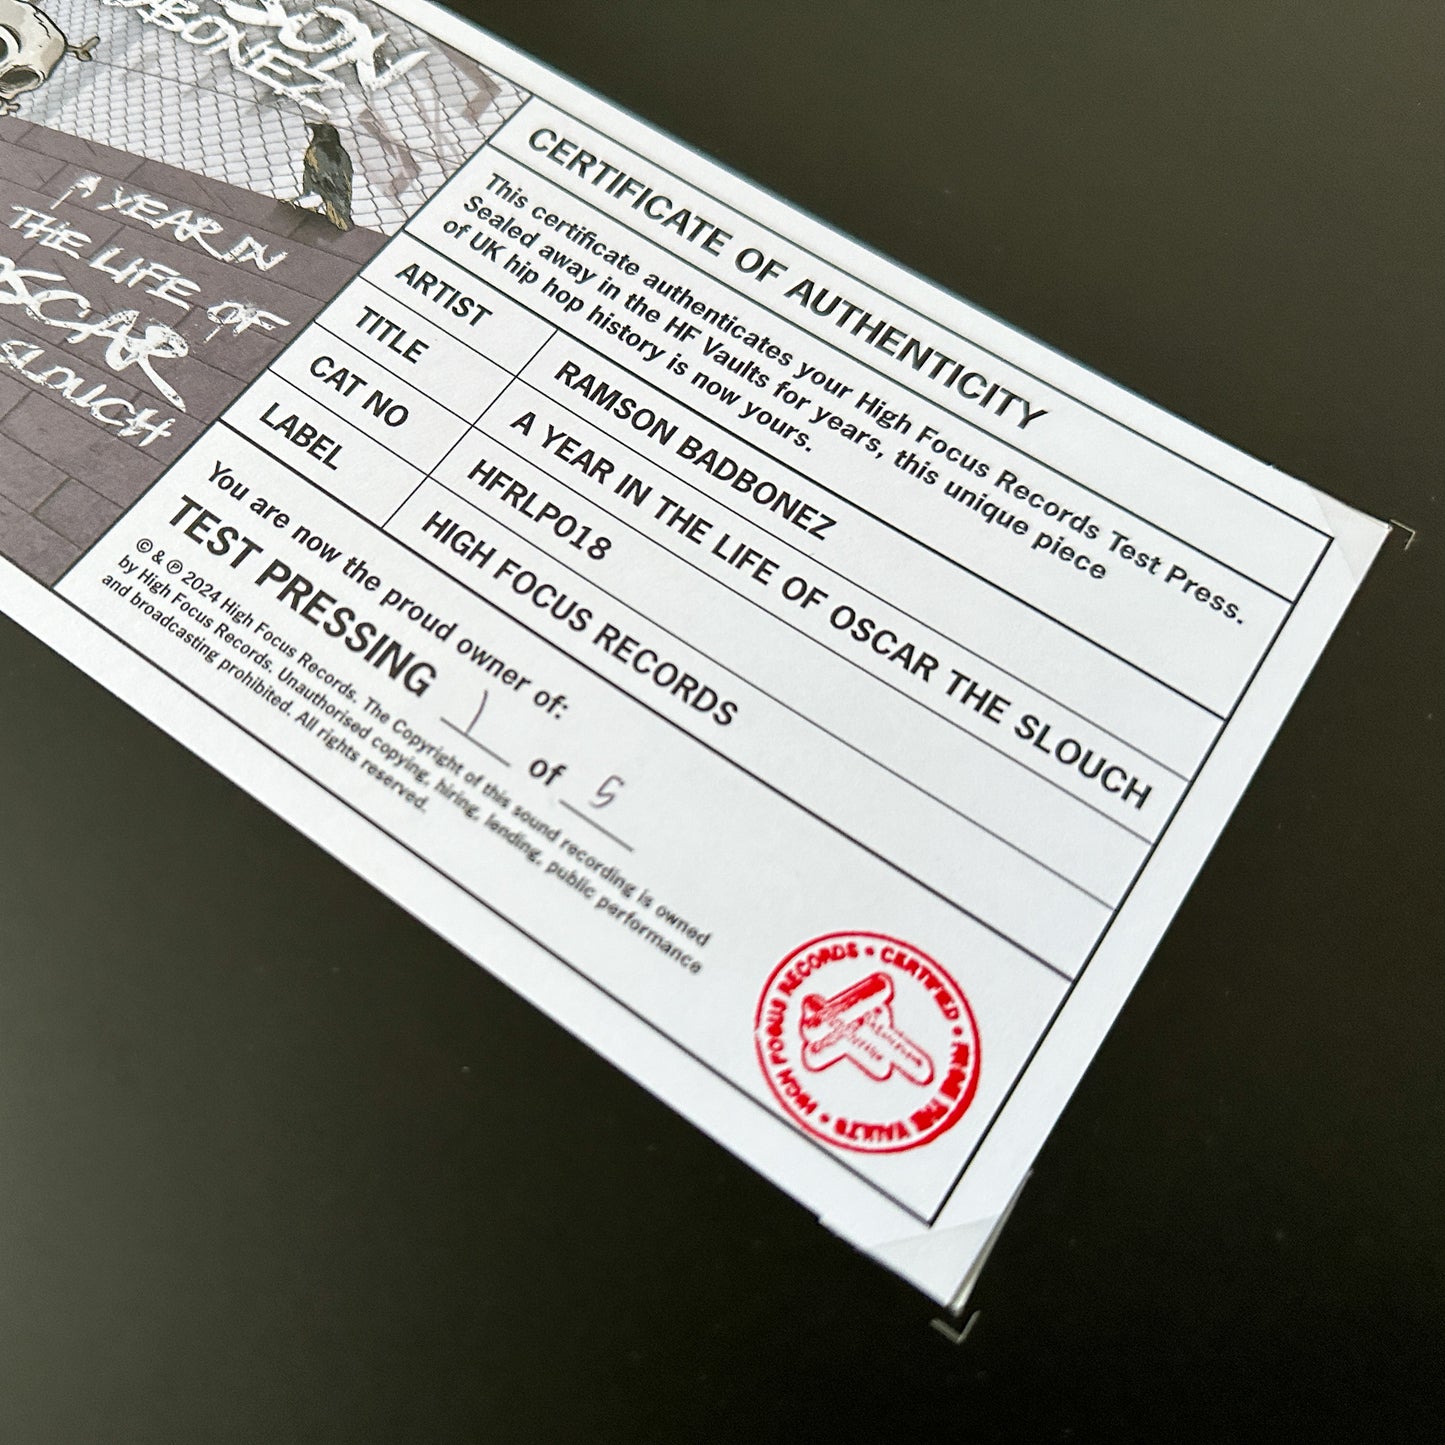 SON
BADBONEZ
A YEAR IN
THE LIFE OF
OSCAR
SLOUCH
CERTIFICATE OF AUTHENTICITY
This certificate authenticates your High Focus Records Test Press.
Sealed away in the HF Vaults for years, this unique piece
of UK hip hop history is now yours.
ARTIST RAMSON BADBONEZ
TITLE A YEAR IN THE LIFE OF OSCAR THE SLOUCH
CAT NO HFRLP018
LABEL HIGH FOCUS RECORDS
You are now the proud owner of:
TEST PRESSING 1 of 5
© & ℗ 2024 High Focus Records. The Copyright of this sound recording is owned
by High Focus Records. Unauthorised copying, hiring, lending, public performance
and broadcasting prohibited. All rights reserved.
HIGH FOCUS RECORDS • CERTIFIED • FROM THE VAULTS •